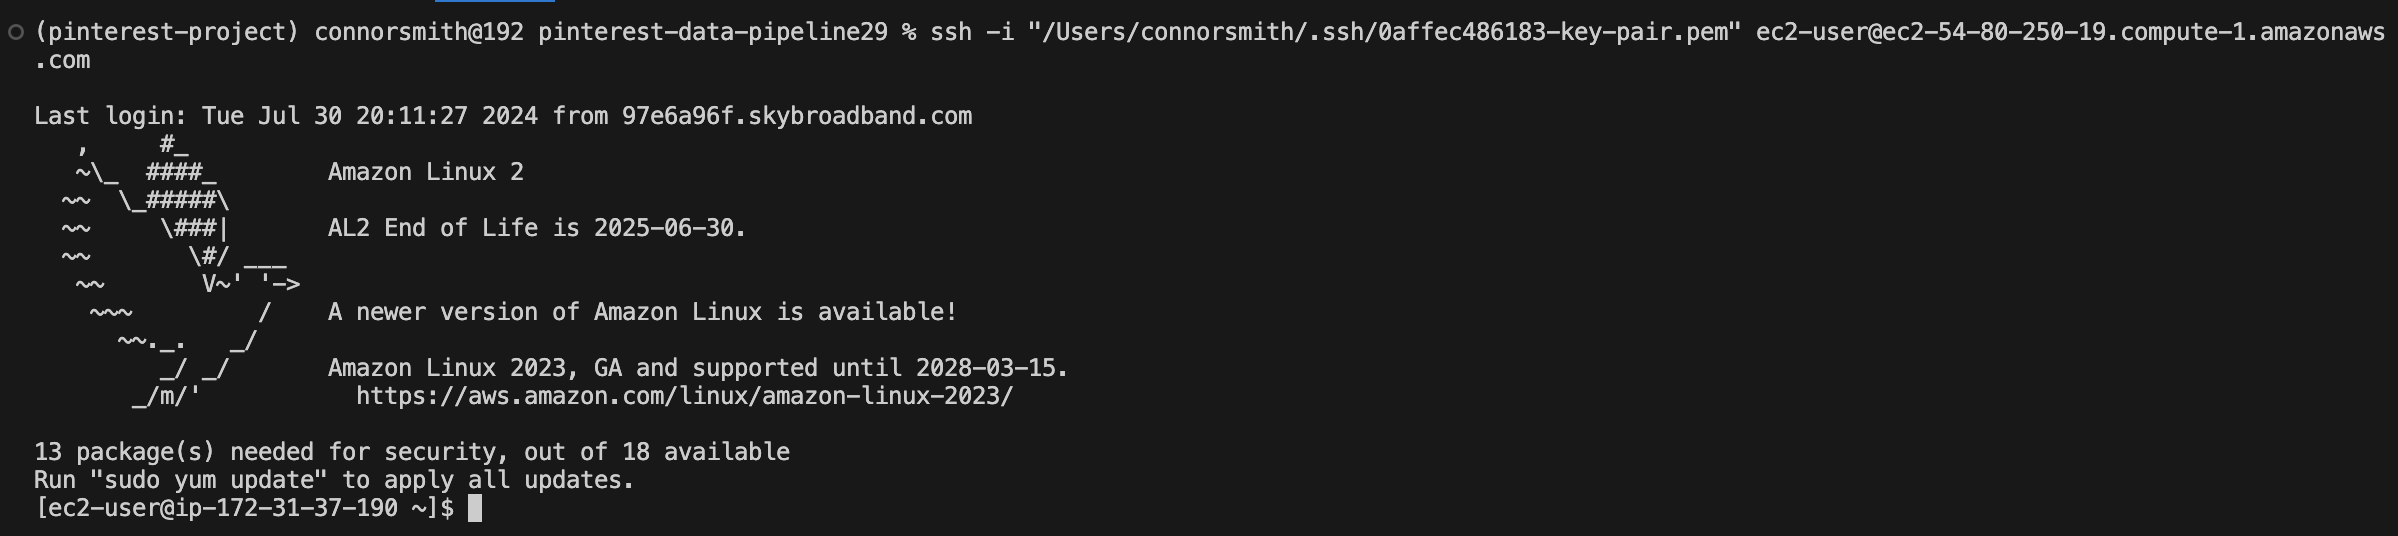 (pinterest-project) connorsmith@192 pinterest-data-pipeline29 % ssh -i "/Users/connorsmith/.ssh/0affec486183-key-pair.pem" ec2-user@ec2-54-80-250-19.compute-1.amazonaws
.com

Last login: Tue Jul 30 20:11:27 2024 from 97e6a96f.skybroadband.com
   ,     #_
   ~\_  ####_        Amazon Linux 2
  ~~  \_#####\
  ~~     \###|       AL2 End of Life is 2025-06-30.
  ~~       \#/ ___
   ~~       V~' '->
    ~~~         /    A newer version of Amazon Linux is available!
      ~~._.   _/
         _/ _/       Amazon Linux 2023, GA and supported until 2028-03-15.
       _/m/'           https://aws.amazon.com/linux/amazon-linux-2023/

13 package(s) needed for security, out of 18 available
Run "sudo yum update" to apply all updates.
[ec2-user@ip-172-31-37-190 ~]$